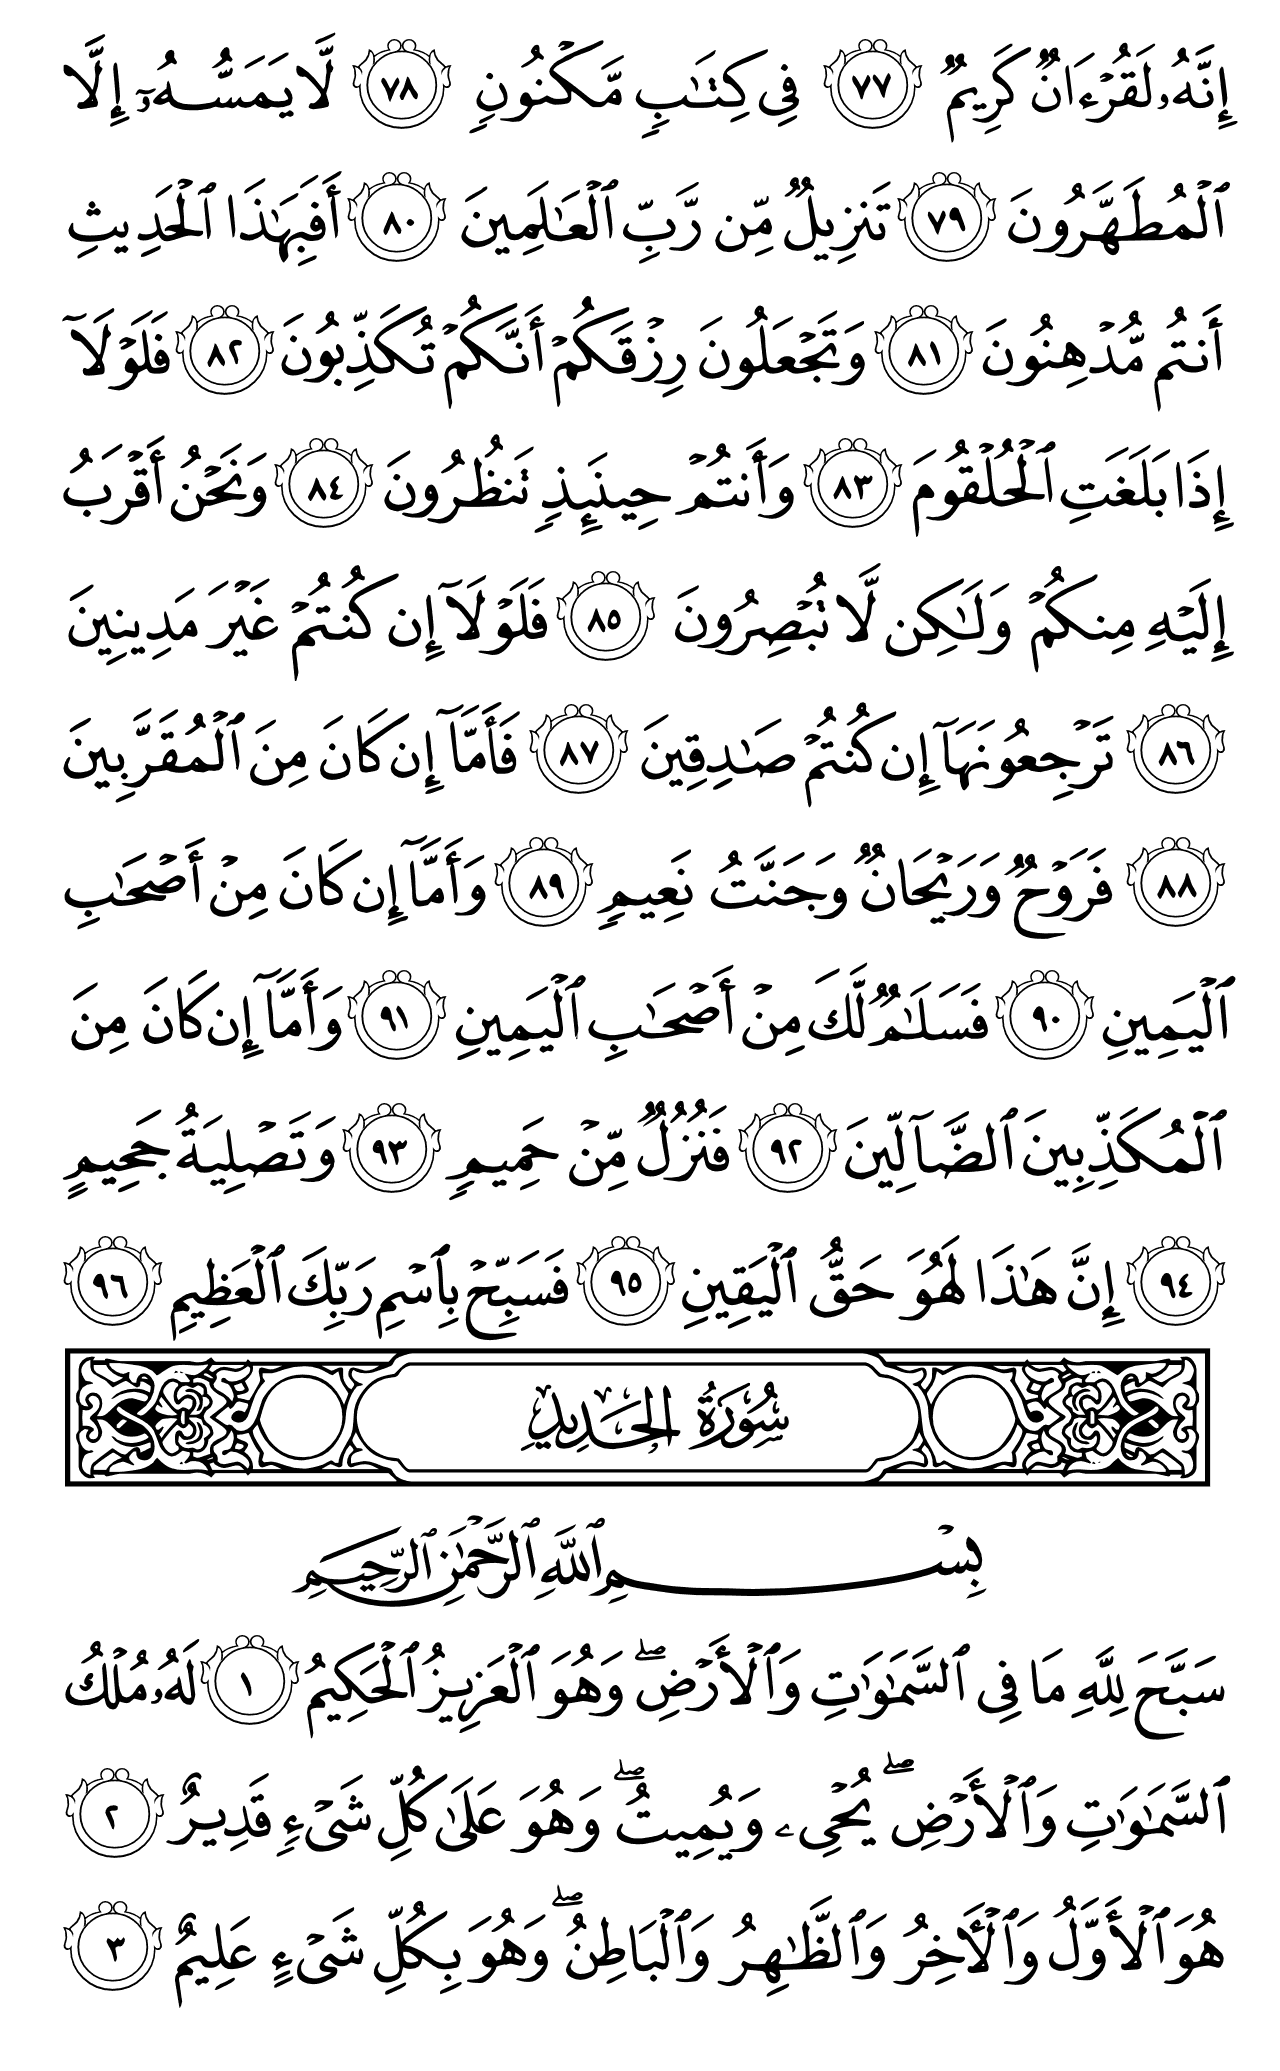 إِنَّهُۥ لَقُرْءَانٌ كَرِيمٌ ٧٧ فِى كِتَـٰبٍ مَّكْنُونٍ ٧٨ لَّا يَمَسُّهُۥٓ إِلَّا
ٱلْمُطَهَّرُونَ ٧٩ تَنزِيلٌ مِّن رَّبِّ ٱلْعَـٰلَمِينَ ٨٠ أَفَبِهَـٰذَا ٱلْحَدِيثِ
أَنتُم مُّدْهِنُونَ ٨١ وَتَجْعَلُونَ رِزْقَكُمْ أَنَّكُمْ تُكَذِّبُونَ ٨٢ فَلَوْلَآ
إِذَا بَلَغَتِ ٱلْحُلْقُومَ ٨٣ وَأَنتُمْ حِينَئِذٍ تَنظُرُونَ ٨٤ وَنَحْنُ أَقْرَبُ
إِلَيْهِ مِنكُمْ وَلَـٰكِن لَّا تُبْصِرُونَ ٨٥ فَلَوْلَآ إِن كُنتُمْ غَيْرَ مَدِينِينَ
٨٦ تَرْجِعُونَهَآ إِن كُنتُمْ صَـٰدِقِينَ ٨٧ فَأَمَّآ إِن كَانَ مِنَ ٱلْمُقَرَّبِينَ
٨٨ فَرَوْحٌ وَرَيْحَانٌ وَجَنَّتُ نَعِيمٍ ٨٩ وَأَمَّآ إِن كَانَ مِنْ أَصْحَـٰبِ
ٱلْيَمِينِ ٩٠ فَسَلَـٰمٌ لَّكَ مِنْ أَصْحَـٰبِ ٱلْيَمِينِ ٩١ وَأَمَّآ إِن كَانَ مِنَ
ٱلْمُكَذِّبِينَ ٱلضَّآلِّينَ ٩٢ فَنُزُلٌ مِّنْ حَمِيمٍ ٩٣ وَتَصْلِيَةُ جَحِيمٍ
٩٤ إِنَّ هَـٰذَا لَهُوَ حَقُّ ٱلْيَقِينِ ٩٥ فَسَبِّحْ بِٱسْمِ رَبِّكَ ٱلْعَظِيمِ ٩٦
سُورَةُ الحَدِيدِ
بِسْمِ ٱللَّهِ ٱلرَّحْمَـٰنِ ٱلرَّحِيمِ
سَبَّحَ لِلَّهِ مَا فِى ٱلسَّمَـٰوَٰتِ وَٱلْأَرْضِ ۖ وَهُوَ ٱلْعَزِيزُ ٱلْحَكِيمُ ١ لَهُۥ مُلْكُ
ٱلسَّمَـٰوَٰتِ وَٱلْأَرْضِ ۖ يُحْىِۦ وَيُمِيتُ ۖ وَهُوَ عَلَىٰ كُلِّ شَىْءٍ قَدِيرٌ ٢
هُوَ ٱلْأَوَّلُ وَٱلْـَٔاخِرُ وَٱلظَّـٰهِرُ وَٱلْبَاطِنُ ۖ وَهُوَ بِكُلِّ شَىْءٍ عَلِيمٌ ٣